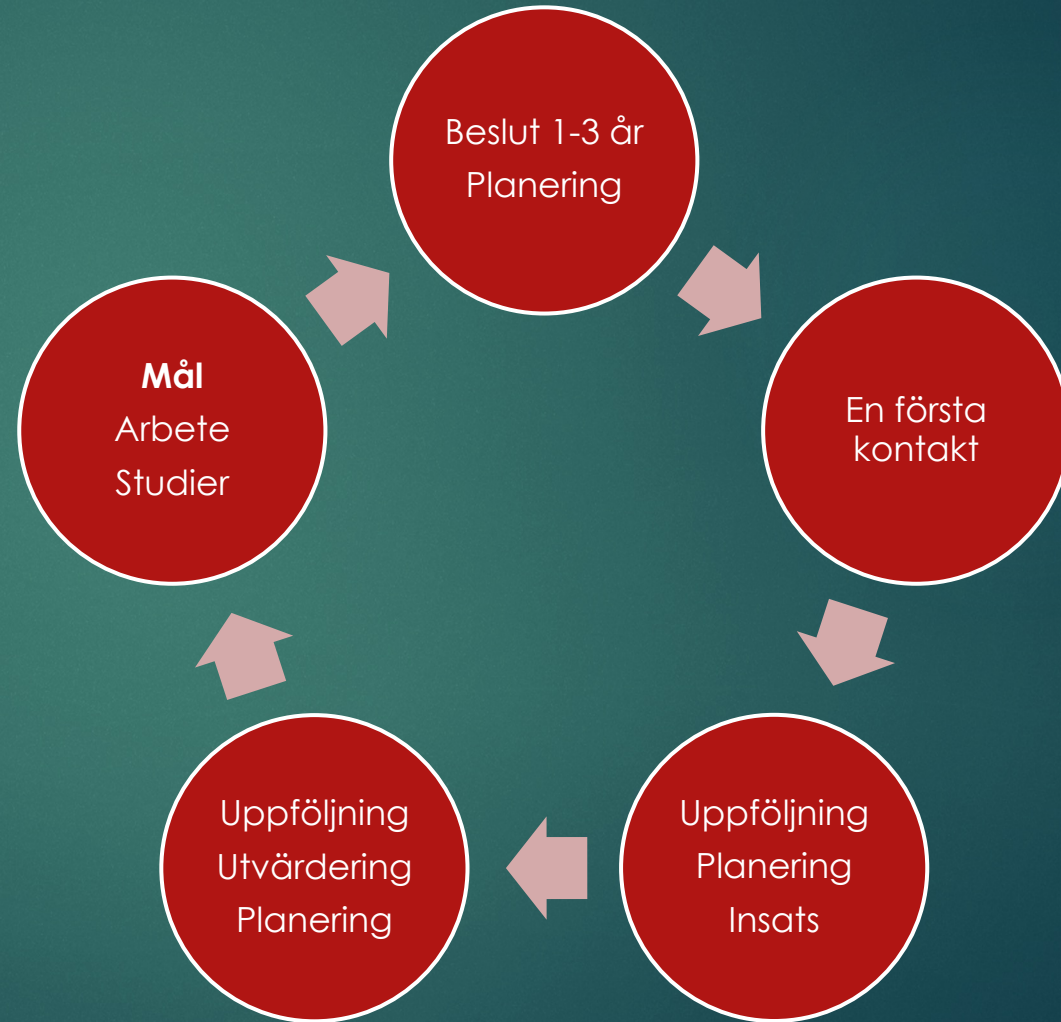 Beslut 1-3 år
Planering
En första
kontakt
Uppföljning
Planering
Insats
Uppföljning
Utvärdering
Planering
Mål
Arbete
Studier